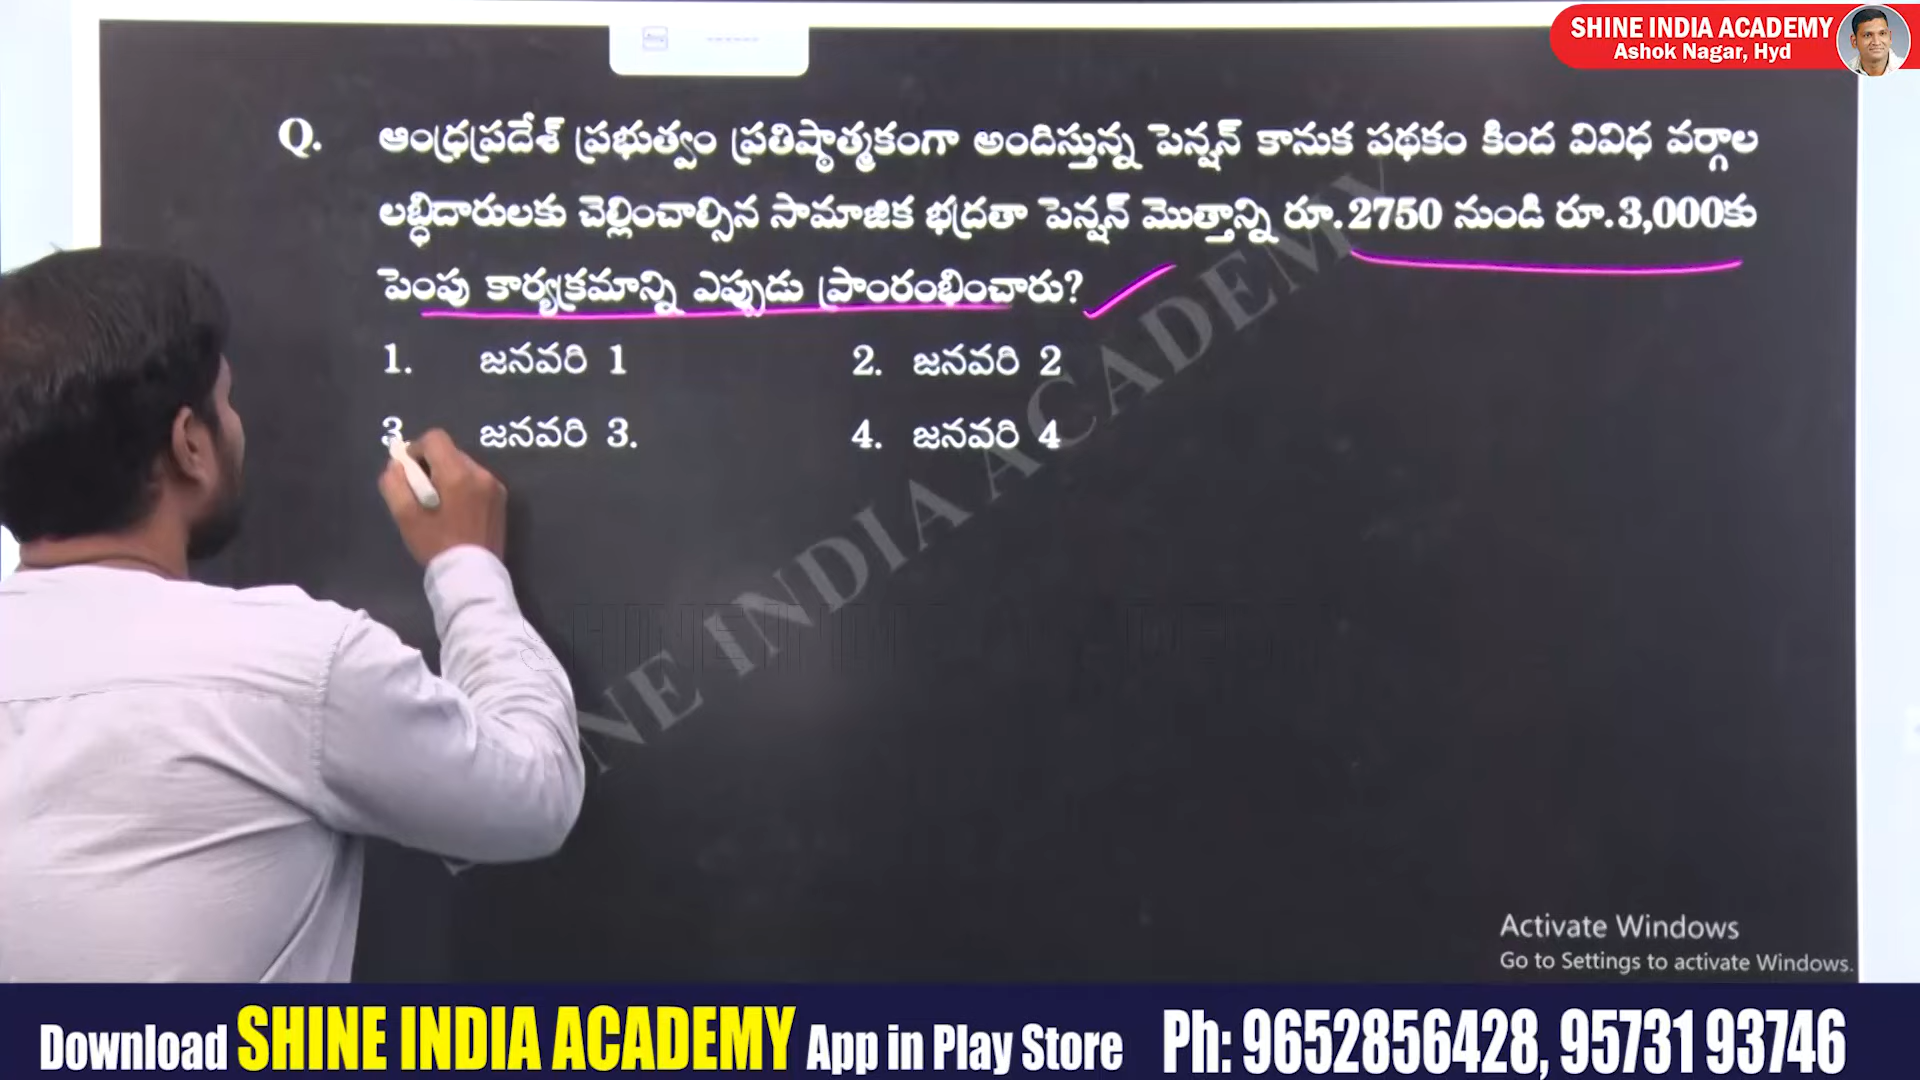 SHINE INDIA ACADEMY
Ashok Nagar, Hyd
Q. ఆంధ్రప్రదేశ్ ప్రభుత్వం ప్రతిష్ఠాత్మకంగా అందిస్తున్న పెన్షన్ కానుక పథకం కింద వివిధ వర్గాల
లబ్ధిదారులకు చెల్లించాల్సిన సామాజిక భద్రతా పెన్షన్ మొత్తాన్ని రూ.2750 నుండి రూ.3,000కు
పెంపు కార్యక్రమాన్ని ఎప్పుడు ప్రాంరంభించారు?
1. జనవరి 1 2. జనవరి 2
3. జనవరి 3. 4. జనవరి 4
SHINE INDIA ACADEMY
Activate Windows
Go to Settings to activate Windows.
Download SHINE INDIA ACADEMY App in Play Store Ph: 9652856428, 95731 93746